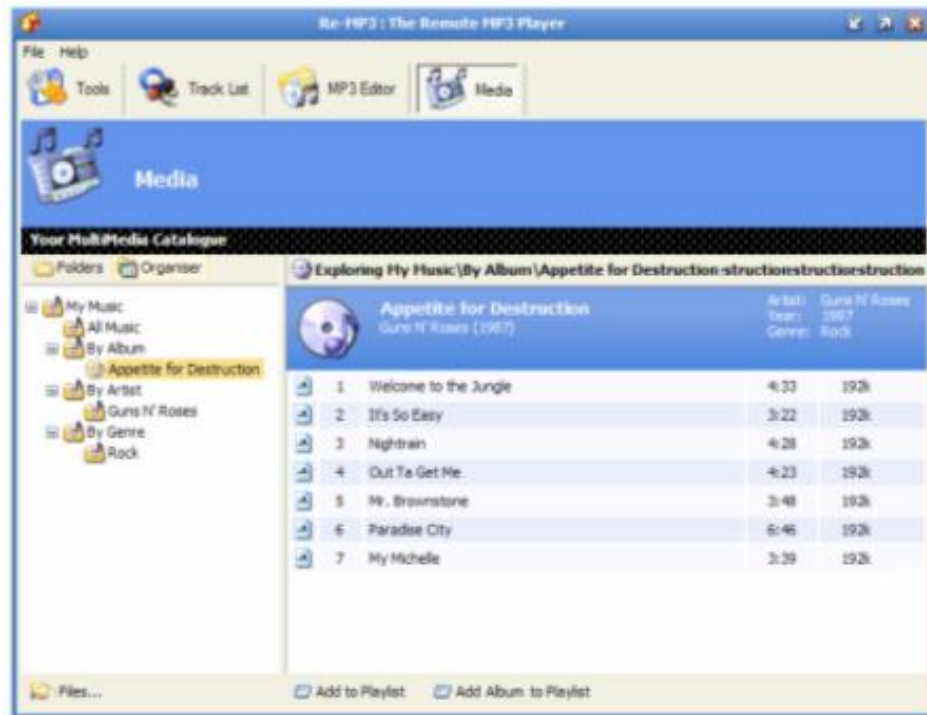 Re-MP3 : The Remote MP3 Player
File Help
Tools Track List MP3 Editor Media
Media
Your MultiMedia Catalogue
Folders Organiser
Exploring My Music\By Album\Appetite for Destruction structionstructionstruction
My Music
All Music
By Album
Appetite for Destruction
By Artist
Guns N' Roses
By Genre
Rock
Appetite for Destruction
Guns N' Roses (1987)
Artist: Guns N' Roses
Year: 1987
Genre: Rock
1 Welcome to the Jungle 4:33 192k
2 It's So Easy 3:22 192k
3 Nightrain 4:28 192k
4 Out Ta Get Me 4:23 192k
5 Mr. Brownstone 3:48 192k
6 Paradise City 6:46 192k
7 My Michelle 3:39 192k
Files...
Add to Playlist Add Album to Playlist